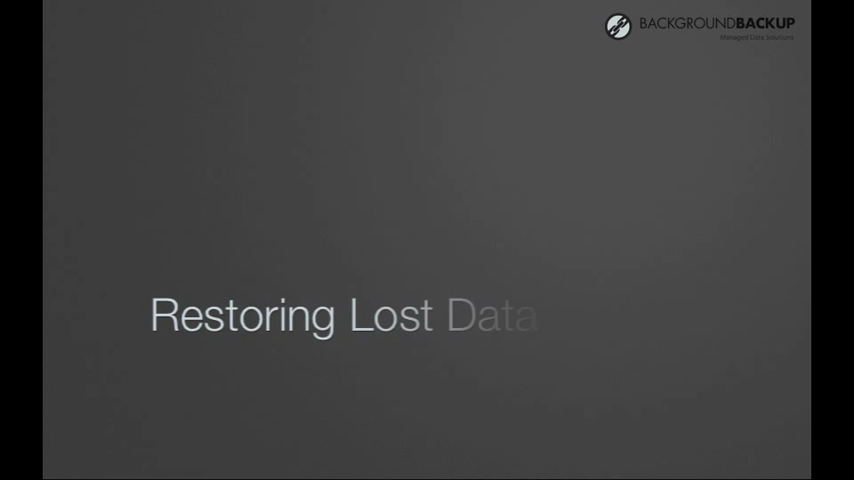 BACKGROUNDBACKUP
Managed Data Solutions
Restoring Lost Data